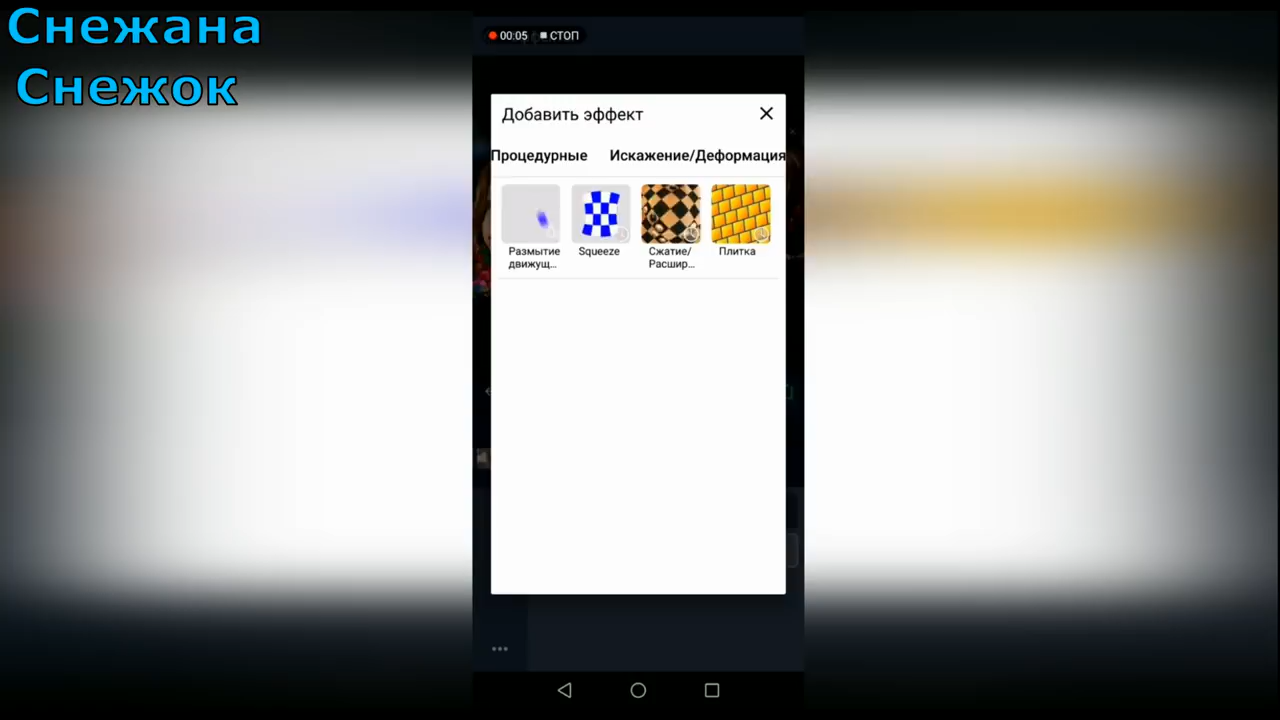 Снежана
Снежок
00:05 СТОП
Добавить эффект
Процедурные Искажение/Деформация
Размытие движущ...
Squeeze
Сжатие/ Расшир...
Плитка